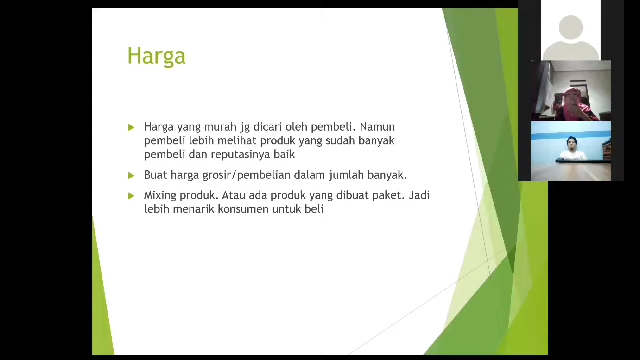 Harga
Harga yang murah jg dicari oleh pembeli. Namun
pembeli lebih melihat produk yang sudah banyak
pembeli dan reputasinya baik
Buat harga grosir/pembelian dalam jumlah banyak.
Mixing produk. Atau ada produk yang dibuat paket. Jadi
lebih menarik konsumen untuk beli